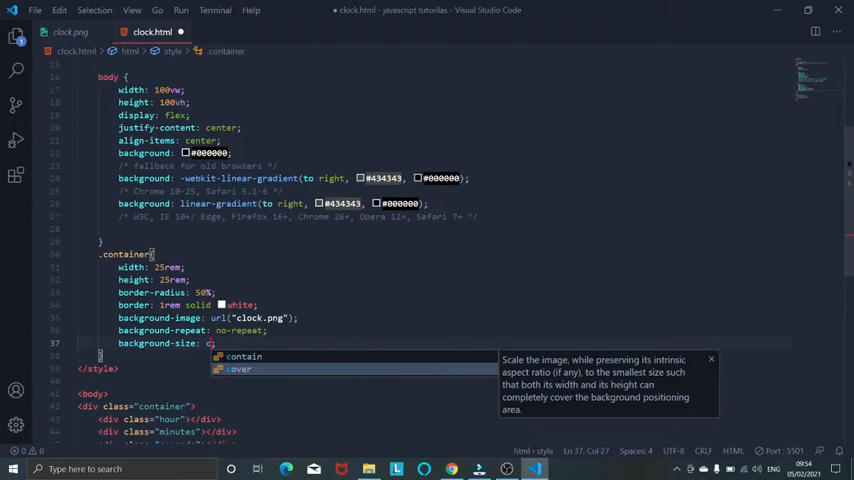 File Edit Selection View Go Run Terminal Help
● clock.html - javascript tutorilas - Visual Studio Code
clock.png
clock.html ●
clock.html > html > style > .container
15
16 body {
17 width: 100vw;
18 height: 100vh;
19 display: flex;
20 justify-content: center;
21 align-items: center;
22 background: #000000;
23 /* fallback for old browsers */
24 background: -webkit-linear-gradient(to right, #434343, #000000);
25 /* Chrome 10-25, Safari 5.1-6 */
26 background: linear-gradient(to right, #434343, #000000);
27 /* W3C, IE 10+/ Edge, Firefox 16+, Chrome 26+, Opera 12+, Safari 7+ */
28
29 }
30 .container{
31 width: 25rem;
32 height: 25rem;
33 border-radius: 50%;
34 border: 1rem solid white;
35 background-image: url("clock.png");
36 background-repeat: no-repeat;
37 background-size: c;
contain
cover
Scale the image, while preserving its intrinsic
aspect ratio (if any), to the smallest size such
that both its width and its height can
completely cover the background positioning
area.
38 }
39 </style>
40
41 <body>
42 <div class="container">
43 <div class="hour"></div>
44 <div class="minutes"></div>
1
0 0
html > style
Ln 37, Col 27
Spaces: 4
UTF-8
CRLF
HTML
Port : 5501
Type here to search
ENG
09:54
05/02/2021